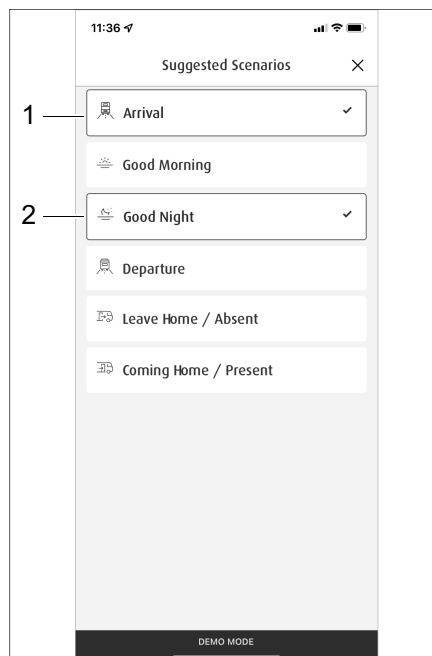 11:36
Suggested Scenarios
1
Arrival
Good Morning
2
Good Night
Departure
Leave Home / Absent
Coming Home / Present
DEMO MODE